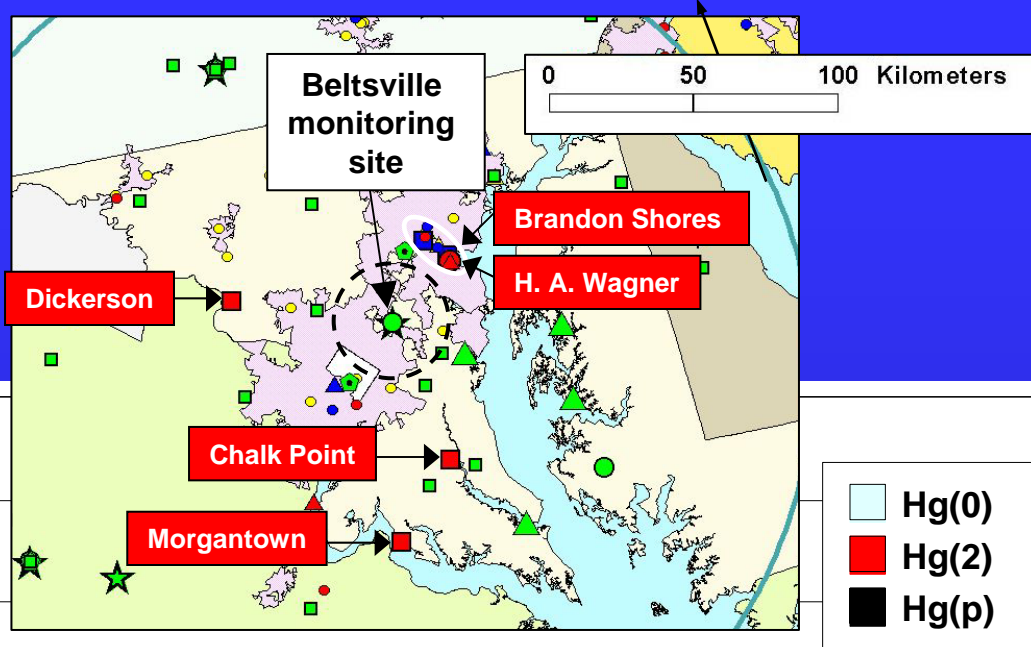 0 50 100 Kilometers
Beltsville
monitoring
site
Brandon Shores
H. A. Wagner
Dickerson
Chalk Point
Morgantown
Hg(0)
Hg(2)
Hg(p)